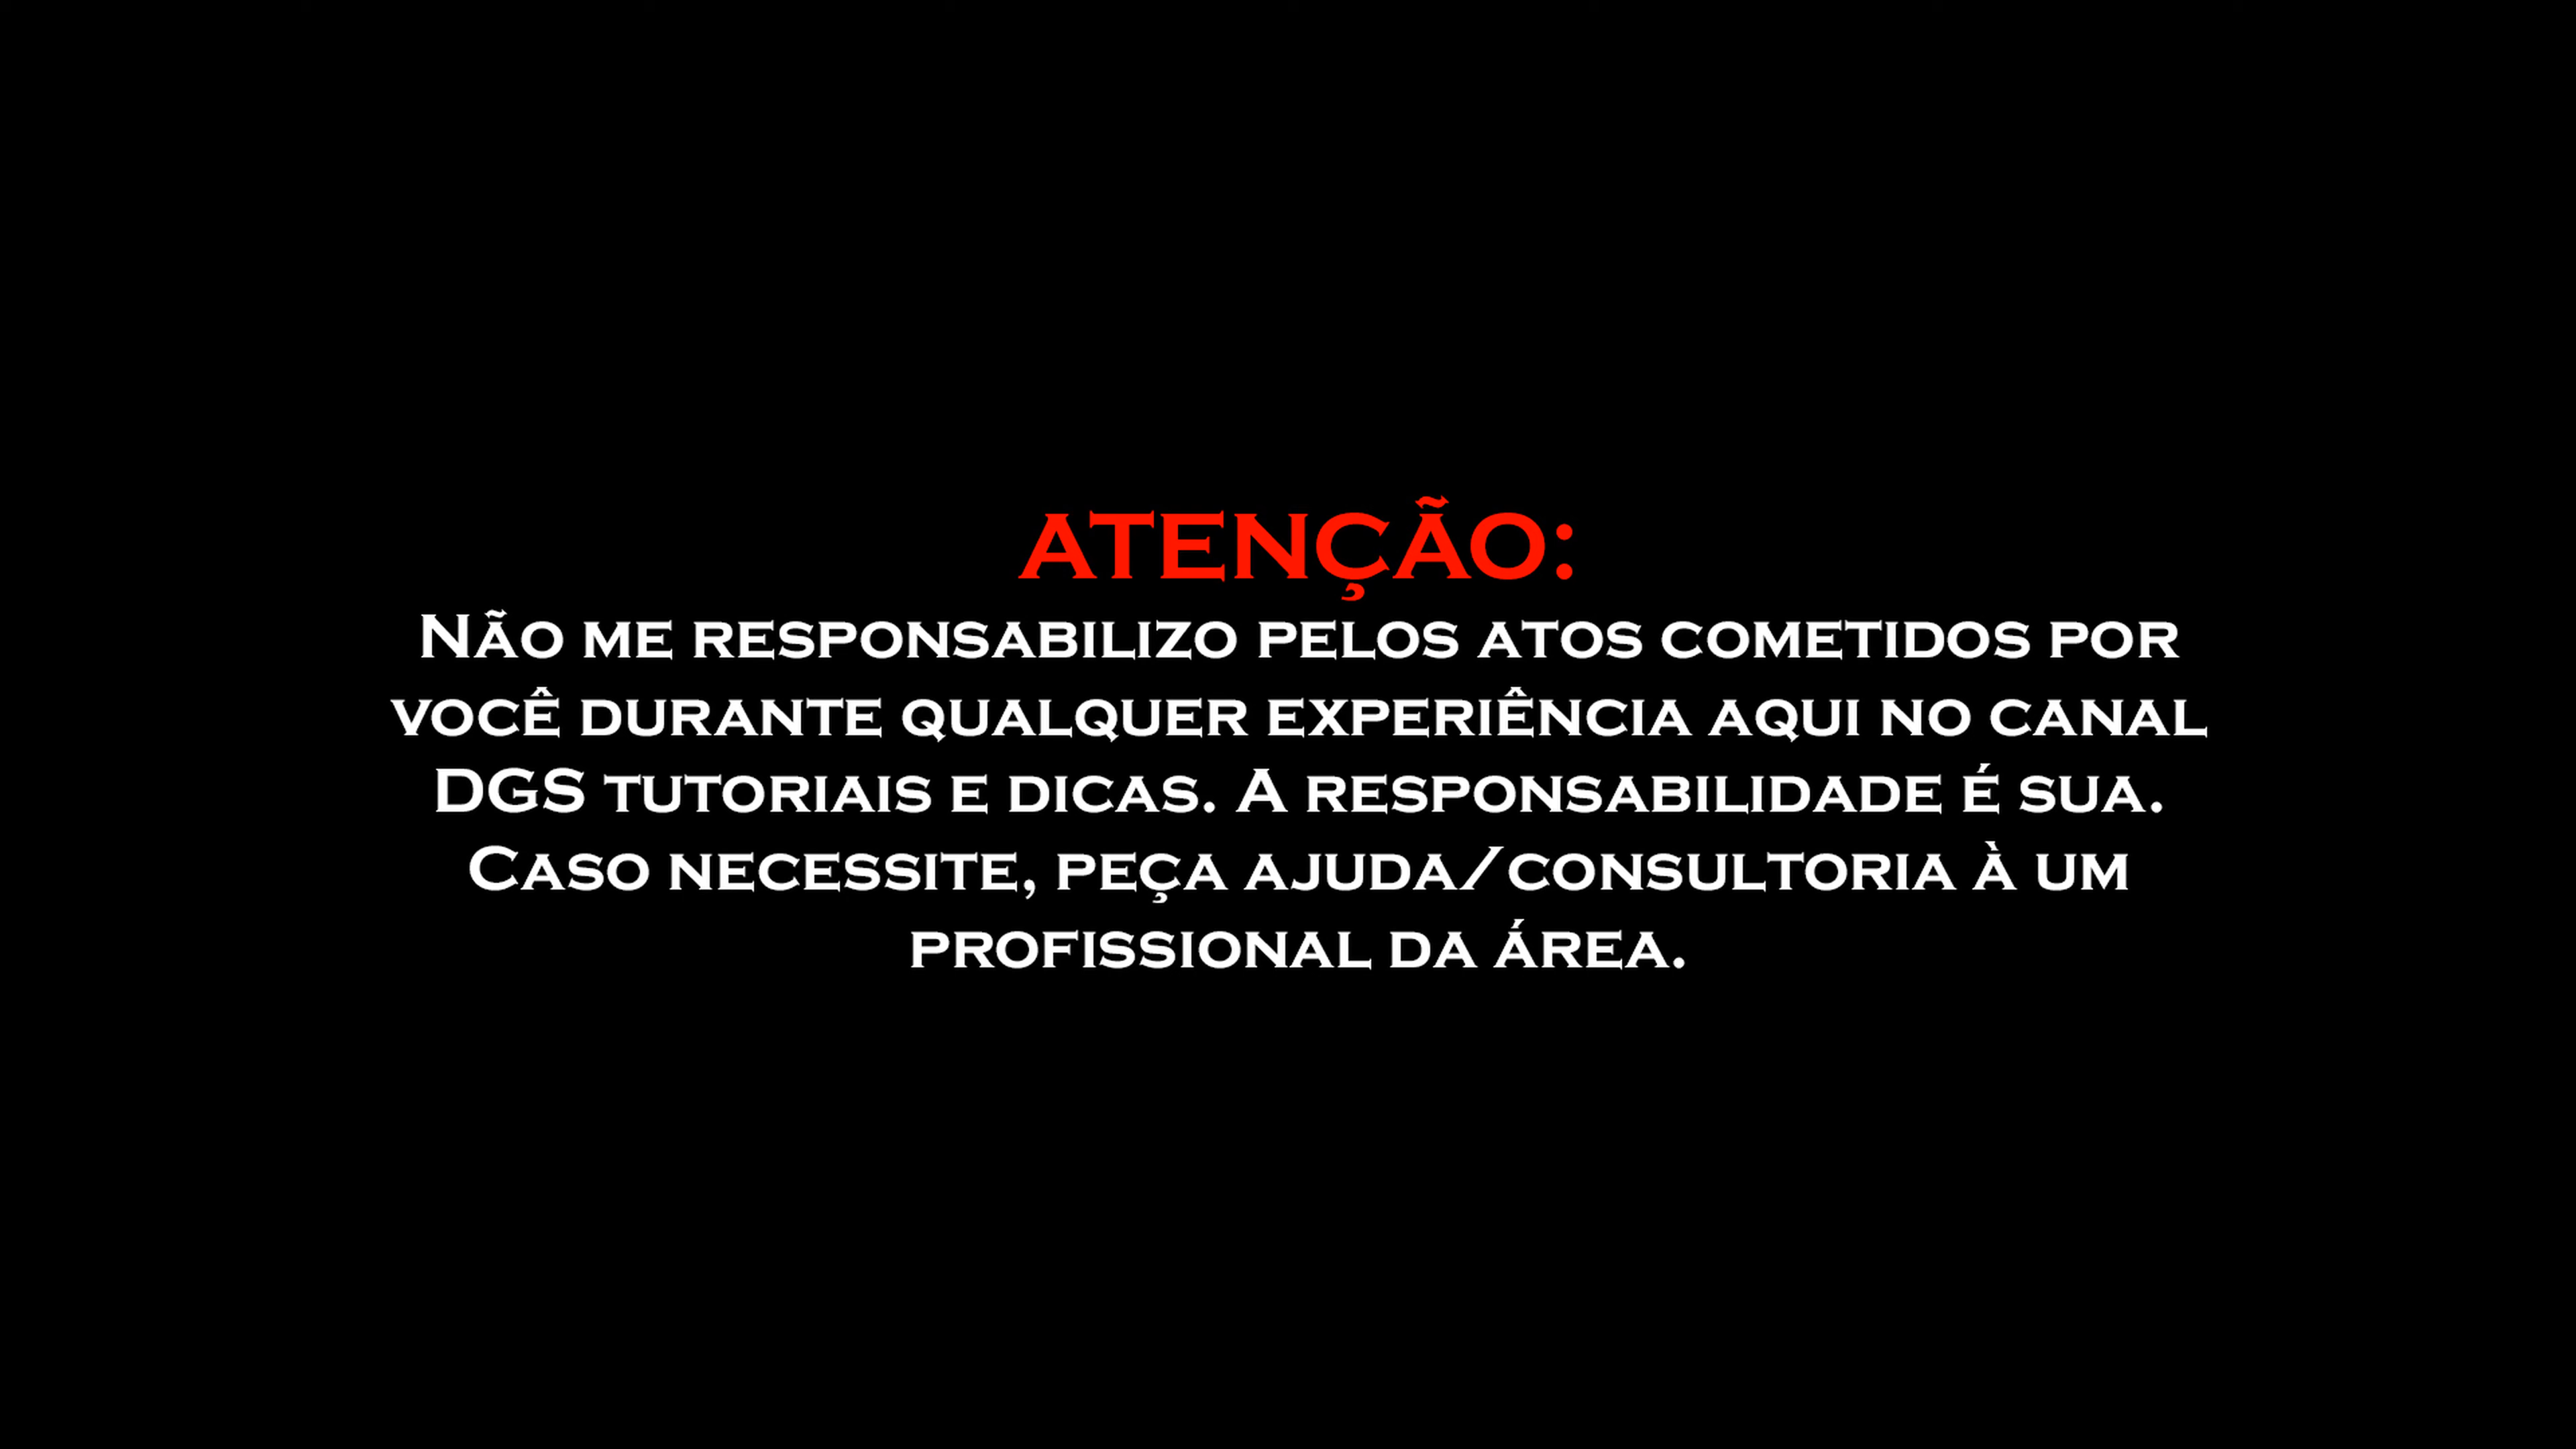 ATENÇÃO:
Não me responsabilizo pelos atos cometidos por
você durante qualquer experiência aqui no canal
DGS tutoriais e dicas. A responsabilidade é sua.
Caso necessite, peça ajuda/consultoria à um
profissional da área.